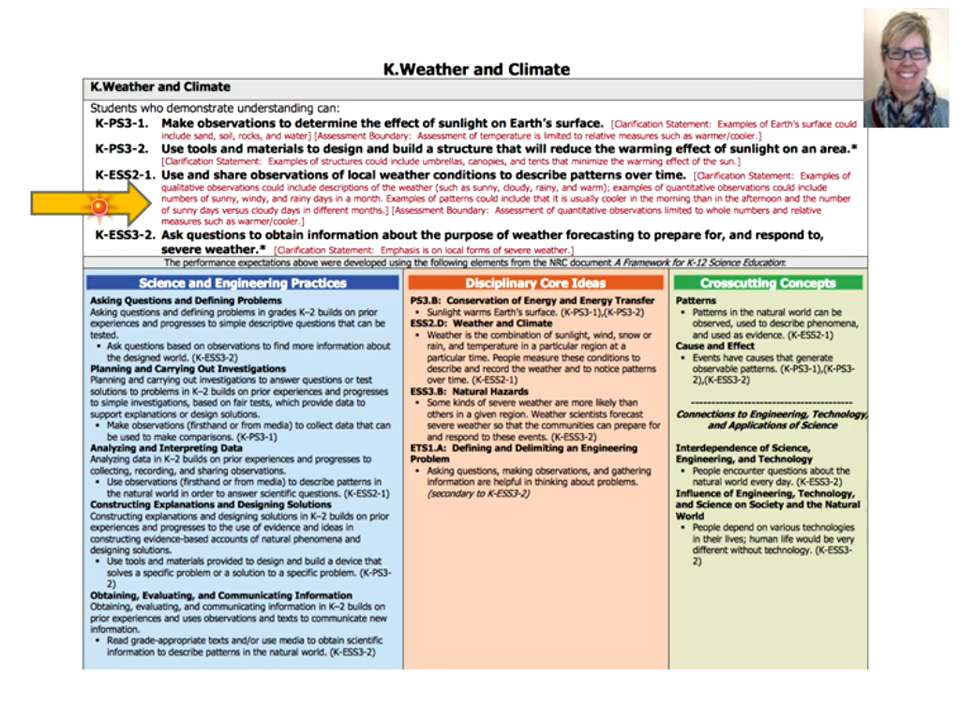 K.Weather and Climate
K.Weather and Climate
Students who demonstrate understanding can:
K-PS3-1. Make observations to determine the effect of sunlight on Earth's surface. [Clarification Statement: Examples of Earth's surface could
include sand, soil, rocks, and water] [Assessment Boundary: Assessment of temperature is limited to relative measures such as warmer/cooler.]
K-PS3-2. Use tools and materials to design and build a structure that will reduce the warming effect of sunlight on an area.*
[Clarification Statement: Examples of structures could include umbrellas, canopies, and tents that minimize the warming effect of the sun.]
K-ESS2-1. Use and share observations of local weather conditions to describe patterns over time. [Clarification Statement: Examples of
qualitative observations could include descriptions of the weather (such as sunny, cloudy, rainy, and warm); examples of quantitative observations could include
numbers of sunny, windy, and rainy days in a month. Examples of patterns could include that it is usually cooler in the morning than in the afternoon and the number
of sunny days versus cloudy days in different months.] [Assessment Boundary: Assessment of quantitative observations limited to whole numbers and relative
measures such as warmer/cooler.]
K-ESS3-2. Ask questions to obtain information about the purpose of weather forecasting to prepare for, and respond to,
severe weather.* [Clarification Statement: Emphasis is on local forms of severe weather.]
The performance expectations above were developed using the following elements from the NRC document A Framework for K-12 Science Education:
Science and Engineering Practices
Asking Questions and Defining Problems
Asking questions and defining problems in grades K–2 builds on prior
experiences and progresses to simple descriptive questions that can be
tested.
▪ Ask questions based on observations to find more information about
the designed world. (K-ESS3-2)
Planning and Carrying Out Investigations
Planning and carrying out investigations to answer questions or test
solutions to problems in K–2 builds on prior experiences and progresses
to simple investigations, based on fair tests, which provide data to
support explanations or design solutions.
▪ Make observations (firsthand or from media) to collect data that can
be used to make comparisons. (K-PS3-1)
Analyzing and Interpreting Data
Analyzing data in K–2 builds on prior experiences and progresses to
collecting, recording, and sharing observations.
▪ Use observations (firsthand or from media) to describe patterns in
the natural world in order to answer scientific questions. (K-ESS2-1)
Constructing Explanations and Designing Solutions
Constructing explanations and designing solutions in K–2 builds on prior
experiences and progresses to the use of evidence and ideas in
constructing evidence-based accounts of natural phenomena and
designing solutions.
▪ Use tools and materials provided to design and build a device that
solves a specific problem or a solution to a specific problem. (K-PS3-
2)
Obtaining, Evaluating, and Communicating Information
Obtaining, evaluating, and communicating information in K–2 builds on
prior experiences and uses observations and texts to communicate new
information.
▪ Read grade-appropriate texts and/or use media to obtain scientific
information to describe patterns in the natural world. (K-ESS3-2)
Disciplinary Core Ideas
PS3.B: Conservation of Energy and Energy Transfer
▪ Sunlight warms Earth's surface. (K-PS3-1),(K-PS3-2)
ESS2.D: Weather and Climate
▪ Weather is the combination of sunlight, wind, snow or
rain, and temperature in a particular region at a
particular time. People measure these conditions to
describe and record the weather and to notice patterns
over time. (K-ESS2-1)
ESS3.B: Natural Hazards
▪ Some kinds of severe weather are more likely than
others in a given region. Weather scientists forecast
severe weather so that the communities can prepare for
and respond to these events. (K-ESS3-2)
ETS1.A: Defining and Delimiting an Engineering
Problem
▪ Asking questions, making observations, and gathering
information are helpful in thinking about problems.
(secondary to K-ESS3-2)
Crosscutting Concepts
Patterns
▪ Patterns in the natural world can be
observed, used to describe phenomena,
and used as evidence. (K-ESS2-1)
Cause and Effect
▪ Events have causes that generate
observable patterns. (K-PS3-1),(K-PS3-
2),(K-ESS3-2)
Connections to Engineering, Technology,
and Applications of Science
Interdependence of Science,
Engineering, and Technology
▪ People encounter questions about the
natural world every day. (K-ESS3-2)
Influence of Engineering, Technology,
and Science on Society and the Natural
World
▪ People depend on various technologies
in their lives; human life would be very
different without technology. (K-ESS3-
2)